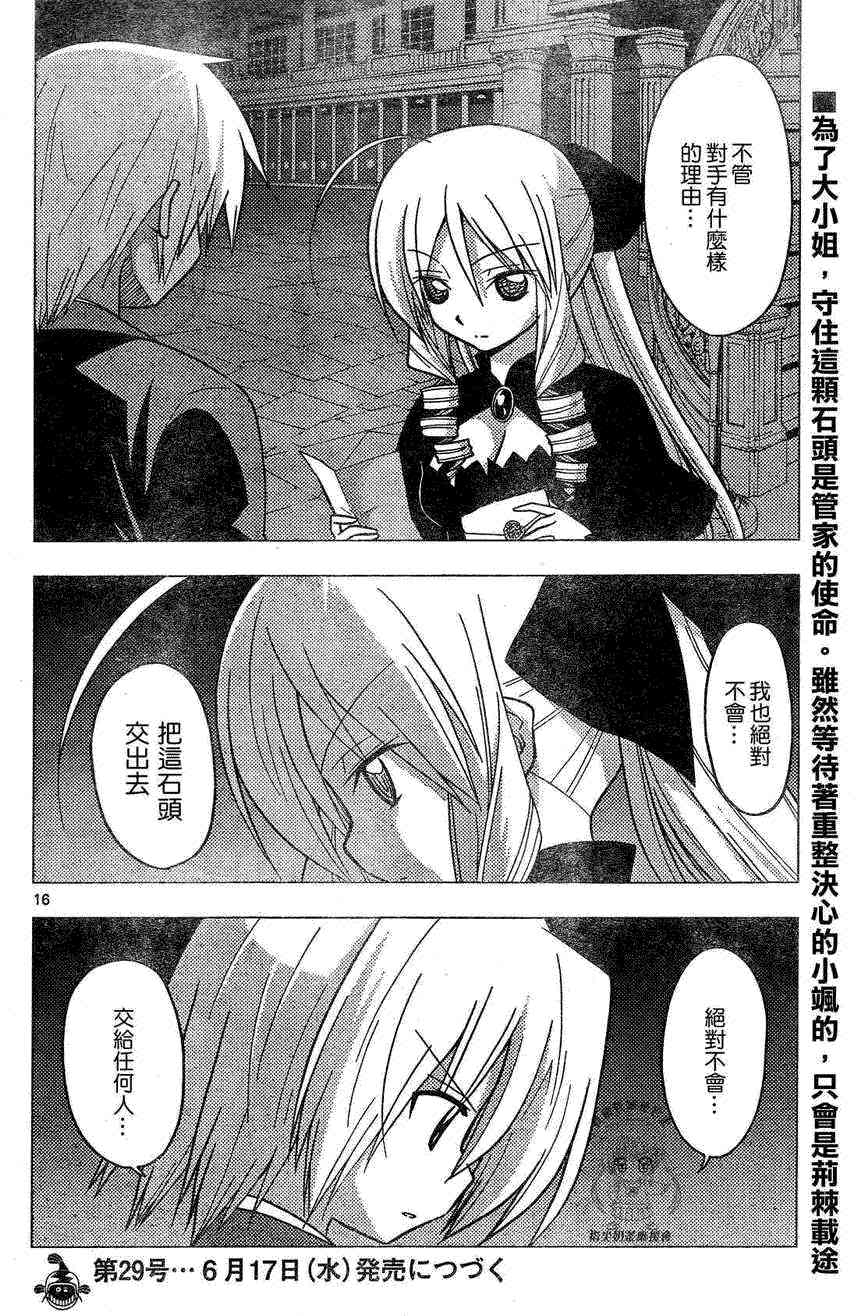 不管
對手有什麼樣
的理由…
我也絕對
不會…
把這石頭
交出去
16
絕對不會…
交給任何人…
■為了大小姐，守住這顆石頭是管家的使命。雖然等待著重整決心的小颯的，只會是荊棘載途
第29号…6月17日(水)発売につづく